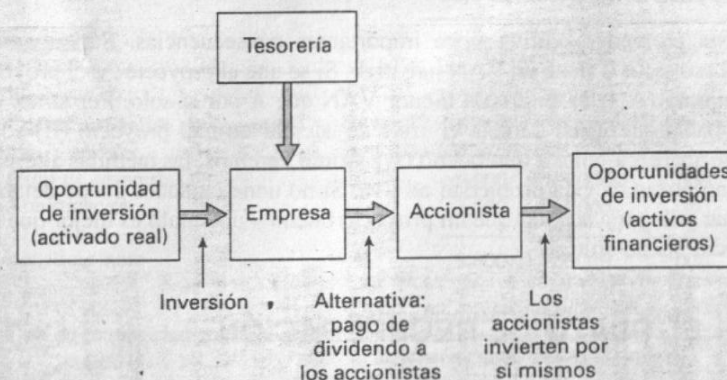 Tesorería
Oportunidad
de inversión
(activado real)
Empresa
Accionista
Oportunidades
de inversión
(activos
financieros)
Inversión
Alternativa:
pago de
dividendo a
los accionistas
Los
accionistas
invierten por
sí mismos